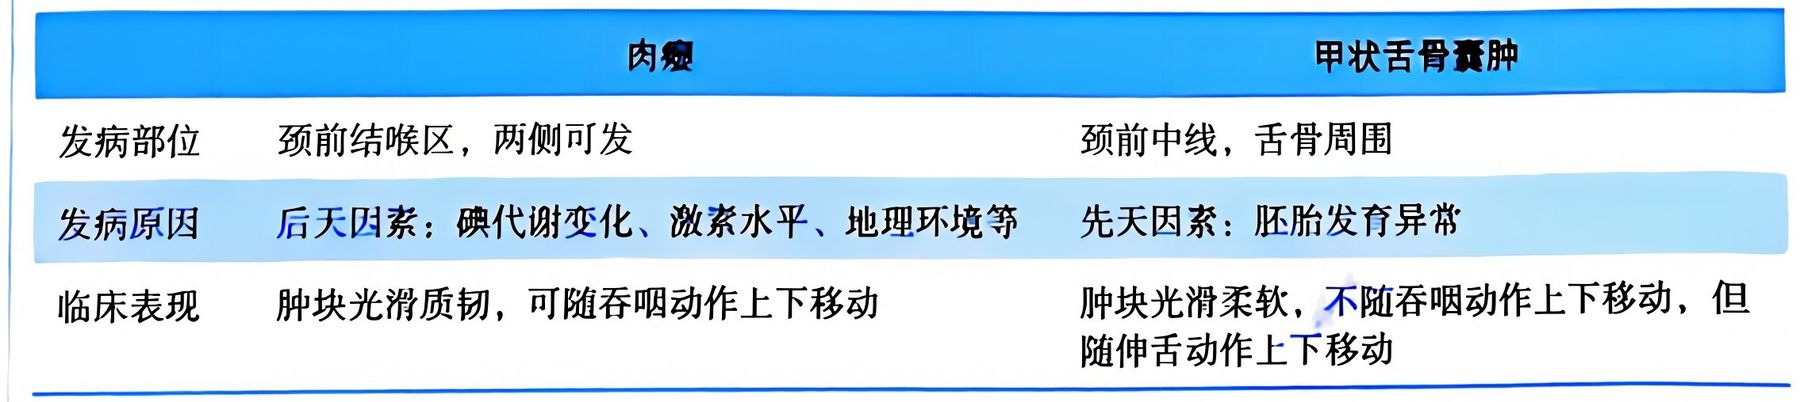 肉瘿 甲状舌骨囊肿
发病部位 颈前结喉区，两侧可发 颈前中线，舌骨周围
发病原因 后天因素：碘代谢变化、激素水平、地理环境等 先天因素：胚胎发育异常
临床表现 肿块光滑质韧，可随吞咽动作上下移动 肿块光滑柔软，不随吞咽动作上下移动，但
随伸舌动作上下移动